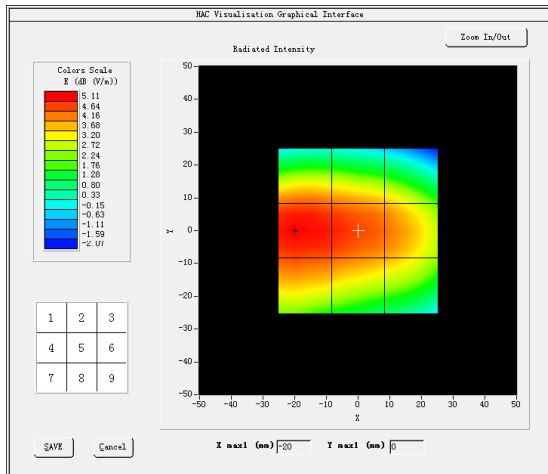 HAC Visualisation Graphical Interface
Zoom In/Out
Radiated Intensity
Colors Scale
E (dB (V/m))
5.11
4.64
4.16
3.68
3.20
2.72
2.24
1.76
1.28
0.80
0.33
-0.15
-0.63
-1.11
-1.59
-2.07
50
40
30
20
10
0
-10
-20
-30
-40
-50
Y
-50 -40 -30 -20 -10 0 10 20 30 40 50
X
1 2 3
4 5 6
7 8 9
SAVE Cancel
X max1 (mm) -20 Y max1 (mm) 0